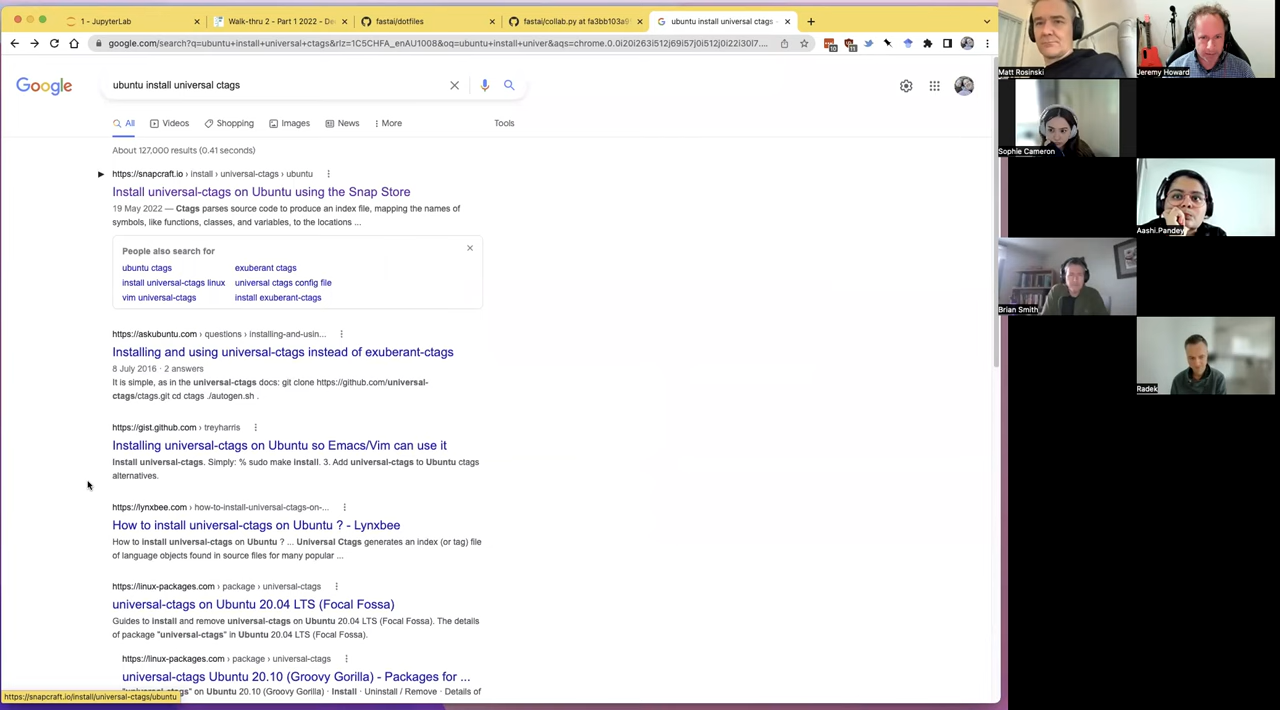 1 - JupyterLab
Walk-thru 2 - Part 1 2022 - De
fastai/dotfiles
fastai/collab.py at fa3bb103a9
ubuntu install universal ctags
google.com/search?q=ubuntu+install+universal+ctags&rlz=1C5CHFA_enAU1008&oq=ubuntu+install+univer&aqs=chrome.0.0i20i263i512j69i57j0i512j0i22i30l7....
Google
ubuntu install universal ctags
All
Videos
Shopping
Images
News
More
Tools
About 127,000 results (0.41 seconds)
https://snapcraft.io › install › universal-ctags › ubuntu
Install universal-ctags on Ubuntu using the Snap Store
19 May 2022 — Ctags parses source code to produce an index file, mapping the names of
symbols, like functions, classes, and variables, to the locations ...
People also search for
ubuntu ctags
exuberant ctags
install universal-ctags linux
universal ctags config file
vim universal-ctags
install exuberant-ctags
https://askubuntu.com › questions › installing-and-usin...
Installing and using universal-ctags instead of exuberant-ctags
8 July 2016 · 2 answers
It is simple, as in the universal-ctags docs: git clone https://github.com/universal-
ctags/ctags.git cd ctags ./autogen.sh .
https://gist.github.com › treyharris
Installing universal-ctags on Ubuntu so Emacs/Vim can use it
Install universal-ctags. Simply: % sudo make install. 3. Add universal-ctags to Ubuntu ctags
alternatives.
https://lynxbee.com › how-to-install-universal-ctags-on-...
How to install universal-ctags on Ubuntu ? - Lynxbee
How to install universal-ctags on Ubuntu ? ... Universal Ctags generates an index (or tag) file
of language objects found in source files for many popular ...
https://linux-packages.com › package › universal-ctags
universal-ctags on Ubuntu 20.04 LTS (Focal Fossa)
Guides to install and remove universal-ctags on Ubuntu 20.04 LTS (Focal Fossa). The details
of package "universal-ctags" in Ubuntu 20.04 LTS (Focal Fossa).
https://linux-packages.com › package › universal-ctags
universal-ctags Ubuntu 20.10 (Groovy Gorilla) - Packages for ...
"universal-ctags" on Ubuntu 20.10 (Groovy Gorilla) · Install · Uninstall / Remove · Details of
https://snapcraft.io/install/universal-ctags/ubuntu
Matt Rosinski
Jeremy Howard
Sophie Cameron
Aashi.Pandey
Brian Smith
Radek